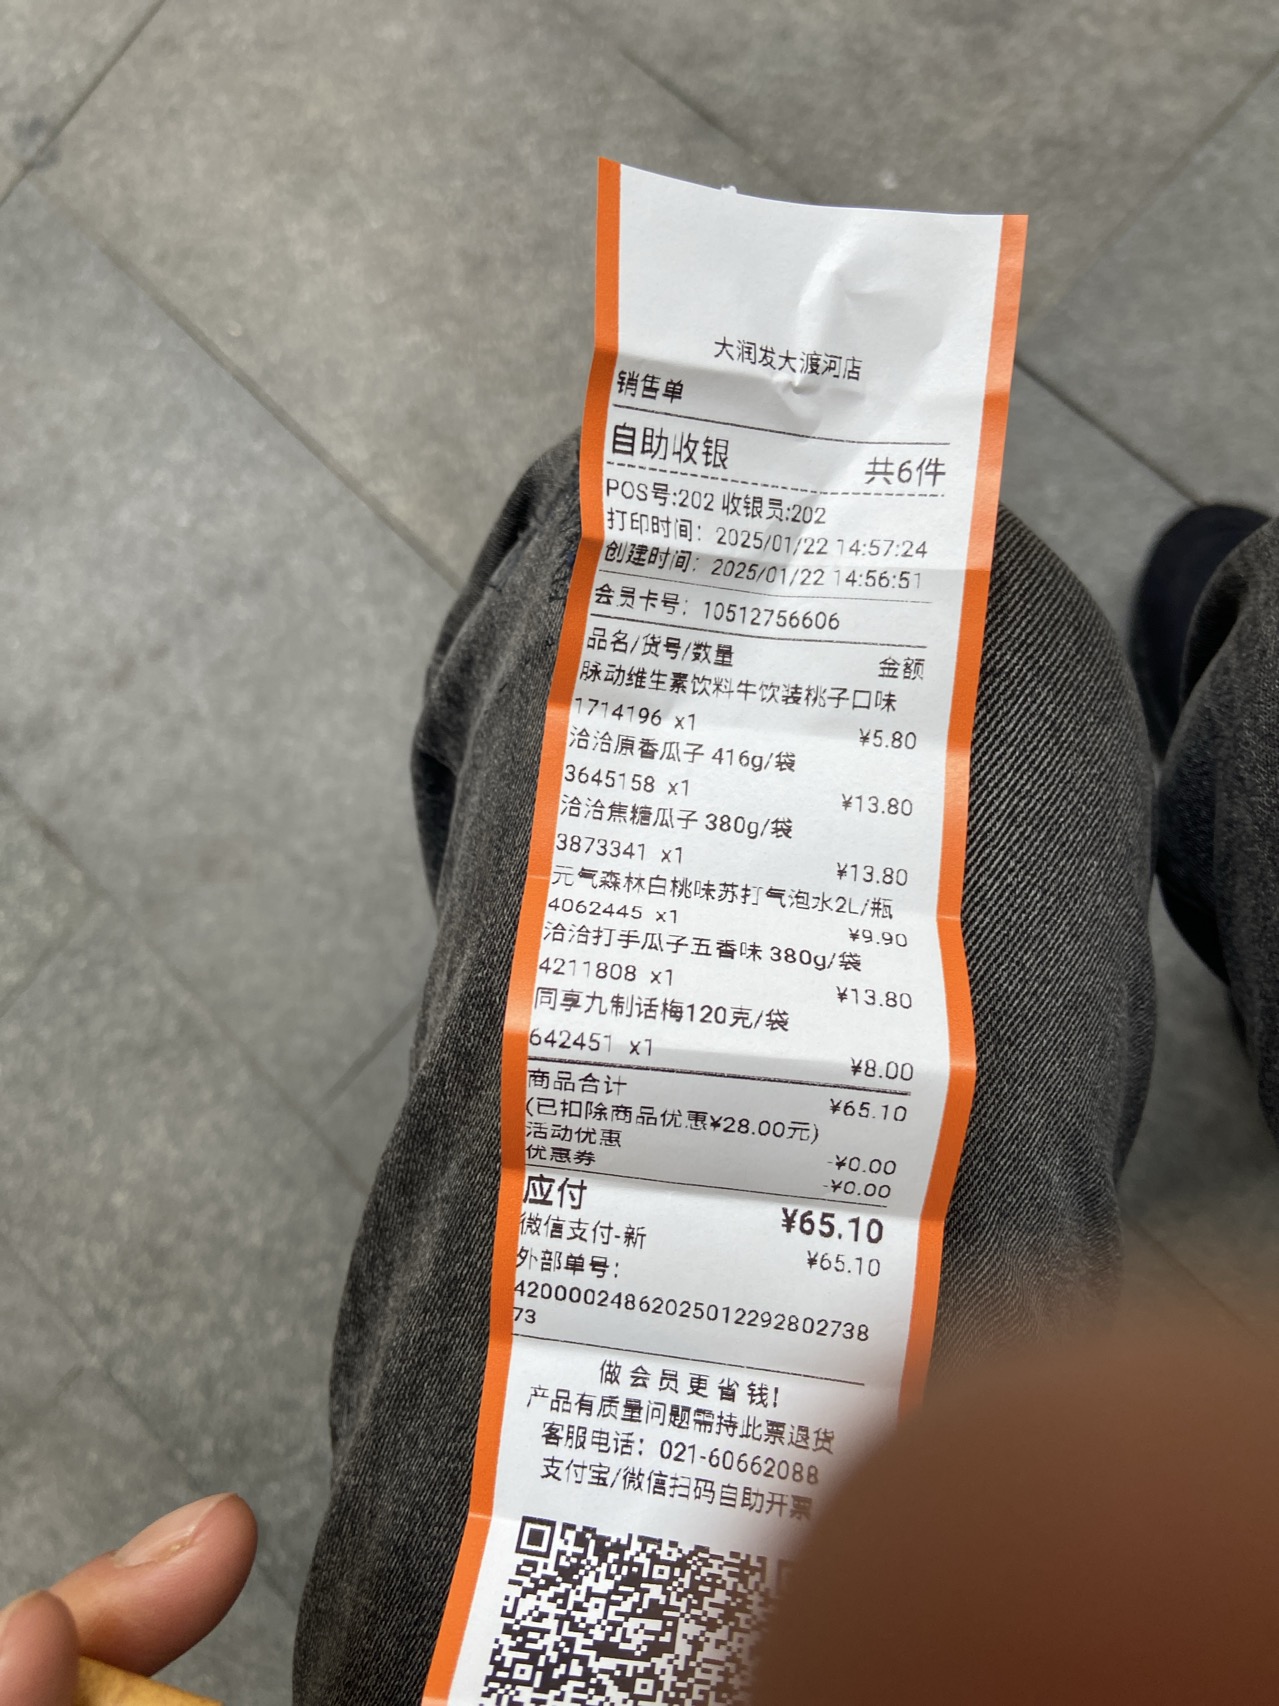 大润发大渡河店
销售单
自助收银 共6件
POS号:202 收银员:202
打印时间: 2025/01/22 14:57:24
创建时间: 2025/01/22 14:56:51
会员卡号: 10512756606
品名/货号/数量 金额
脉动维生素饮料牛饮装桃子口味
1714196 x1 ¥5.80
洽洽原香瓜子 416g/袋
3645158 x1 ¥13.80
洽洽焦糖瓜子 380g/袋
3873341 x1 ¥13.80
元气森林白桃味苏打气泡水2L/瓶
4062445 x1 ¥9.90
洽洽打手瓜子五香味 380g/袋
4211808 x1 ¥13.80
同享九制话梅120克/袋
642451 x1 ¥8.00
商品合计 ¥65.10
(已扣除商品优惠¥28.00元)
活动优惠 -¥0.00
优惠券 -¥0.00
应付 ¥65.10
微信支付-新 ¥65.10
外部单号:
42000024862025012292802738
73
做会员更省钱!
产品有质量问题需持此票退货
客服电话: 021-60662088
支付宝/微信扫码自助开票